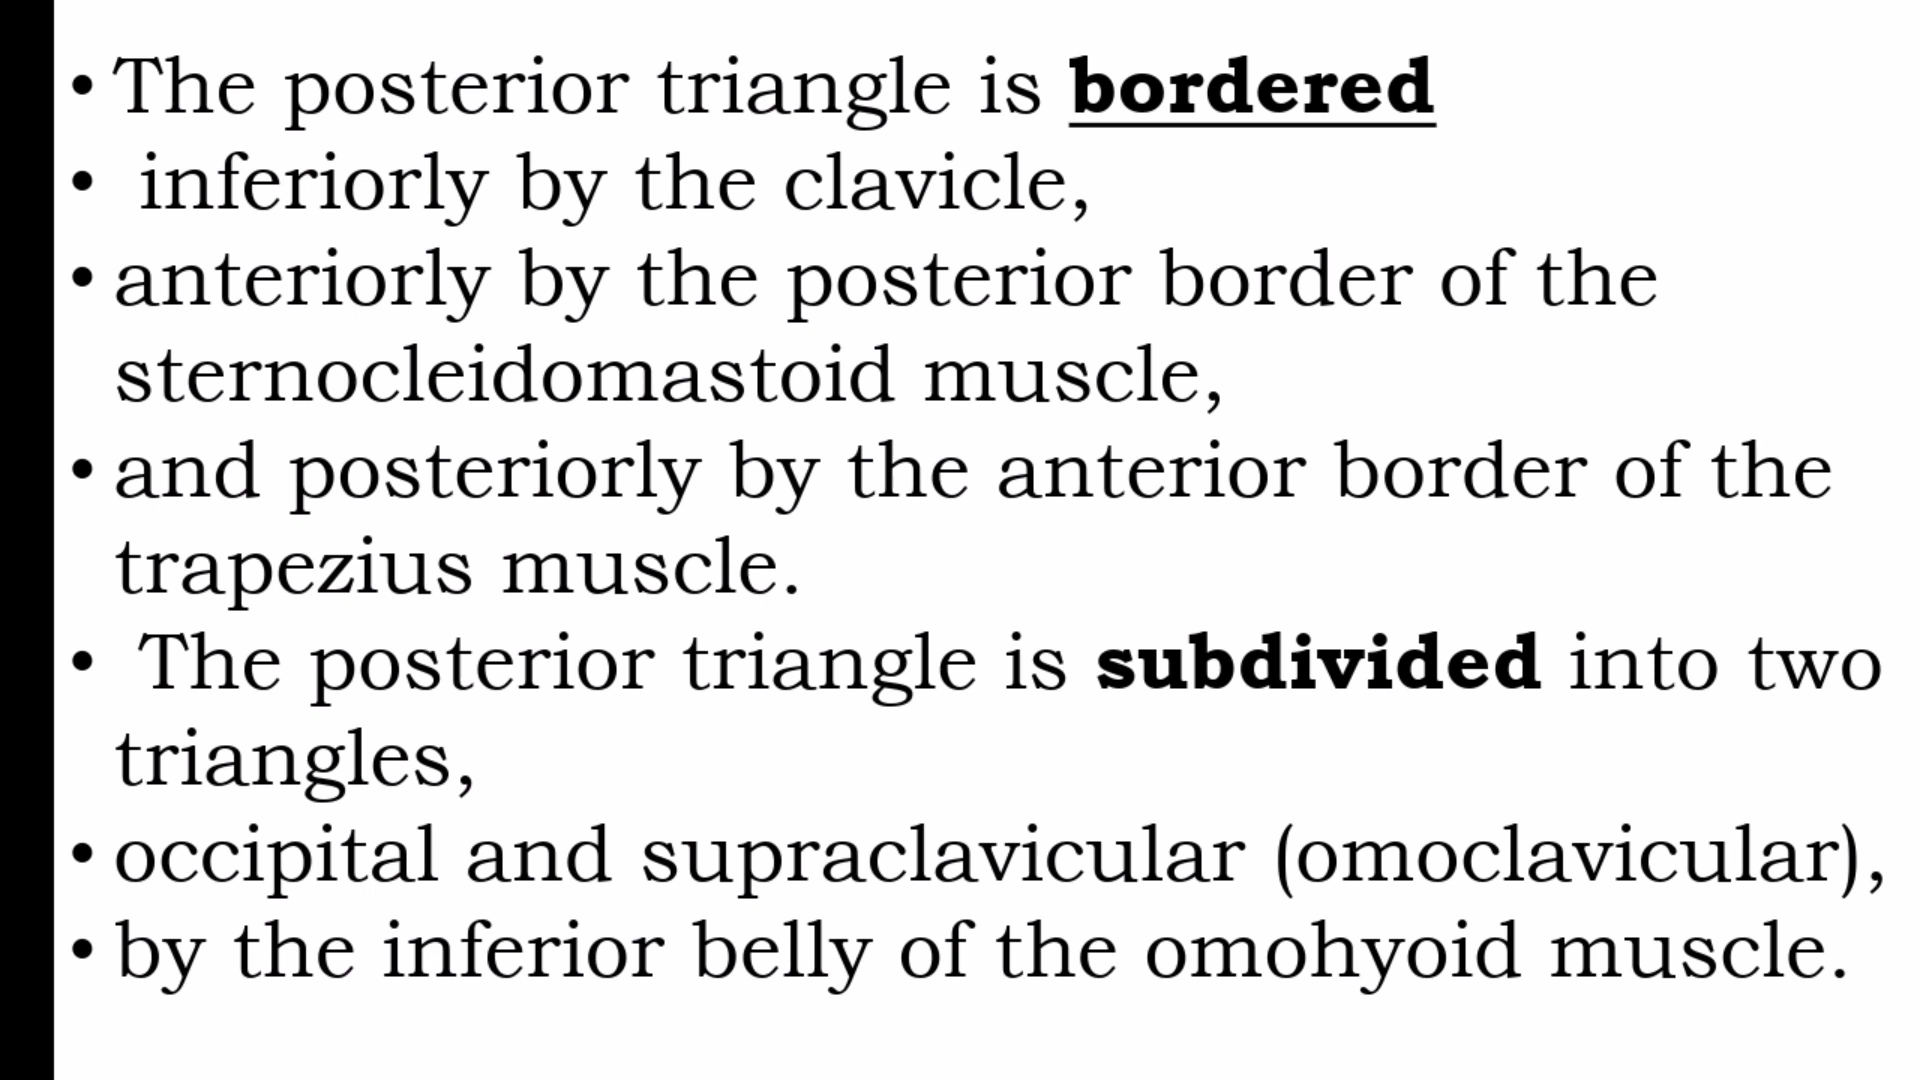 • The posterior triangle is bordered
• inferiorly by the clavicle,
• anteriorly by the posterior border of the
sternocleidomastoid muscle,
• and posteriorly by the anterior border of the
trapezius muscle.
• The posterior triangle is subdivided into two
triangles,
• occipital and supraclavicular (omoclavicular),
• by the inferior belly of the omohyoid muscle.